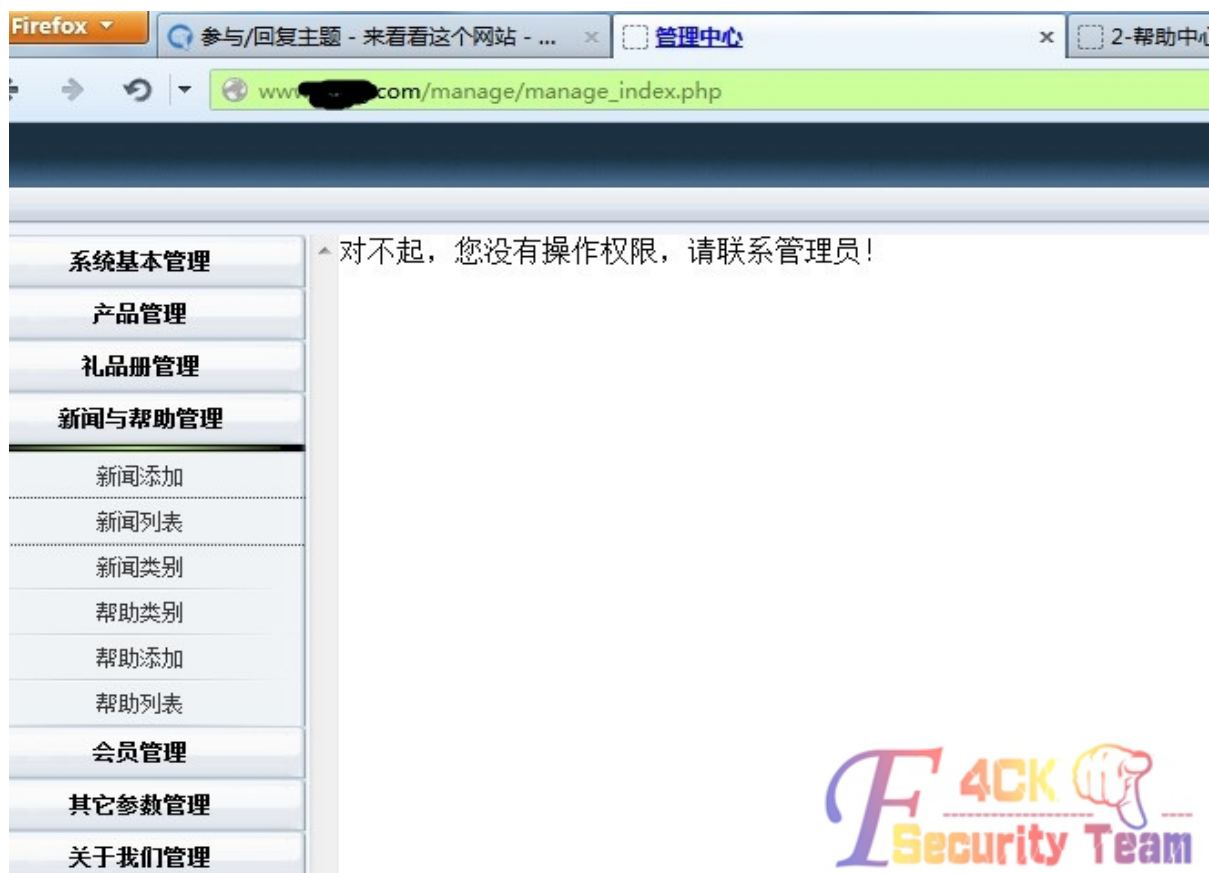 Firefox
参与/回复主题 - 来看看这个网站 - ...
管理中心
2-帮助中心
www com/manage/manage_index.php
系统基本管理
对不起，您没有操作权限，请联系管理员！
产品管理
礼品册管理
新闻与帮助管理
新闻添加
新闻列表
新闻类别
帮助类别
帮助添加
帮助列表
会员管理
其它参数管理
关于我们管理
F4CK
Security Team